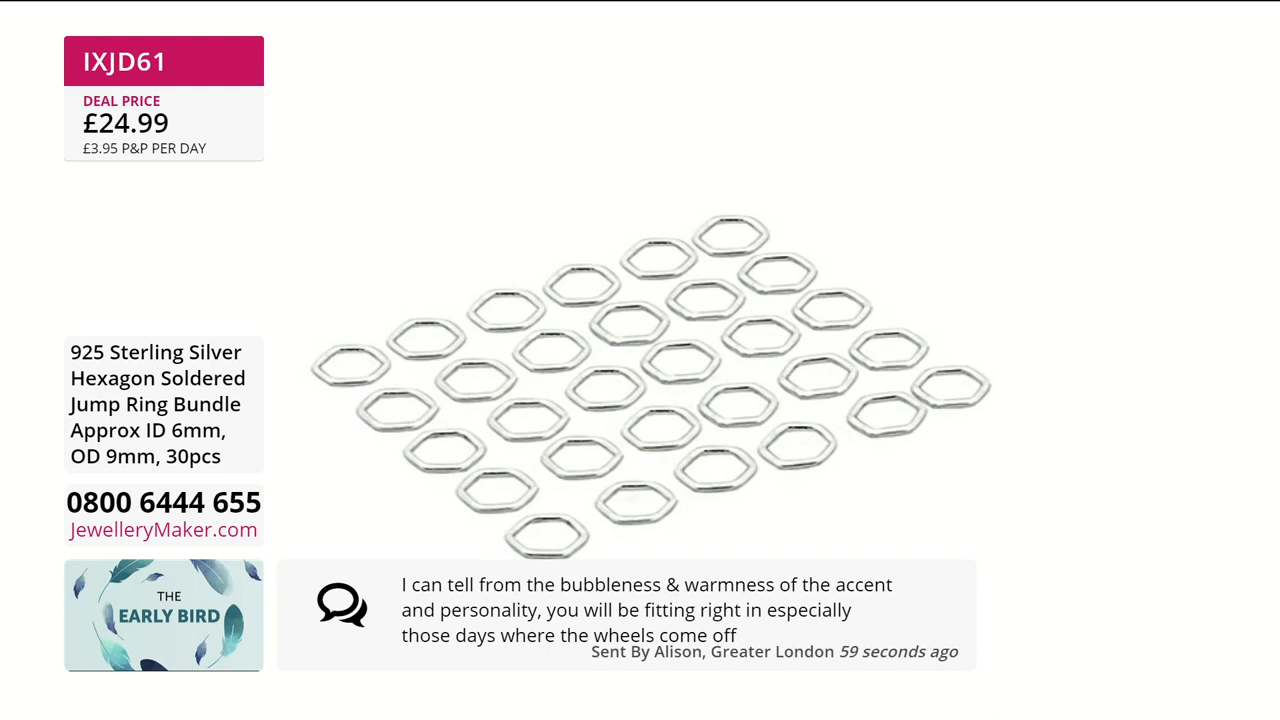 IXJD61
DEAL PRICE
£24.99
£3.95 P&P PER DAY
925 Sterling Silver
Hexagon Soldered
Jump Ring Bundle
Approx ID 6mm,
OD 9mm, 30pcs
0800 6444 655
JewelleryMaker.com
THE
EARLY BIRD
I can tell from the bubbleness & warmness of the accent
and personality, you will be fitting right in especially
those days where the wheels come off
Sent By Alison, Greater London 59 seconds ago